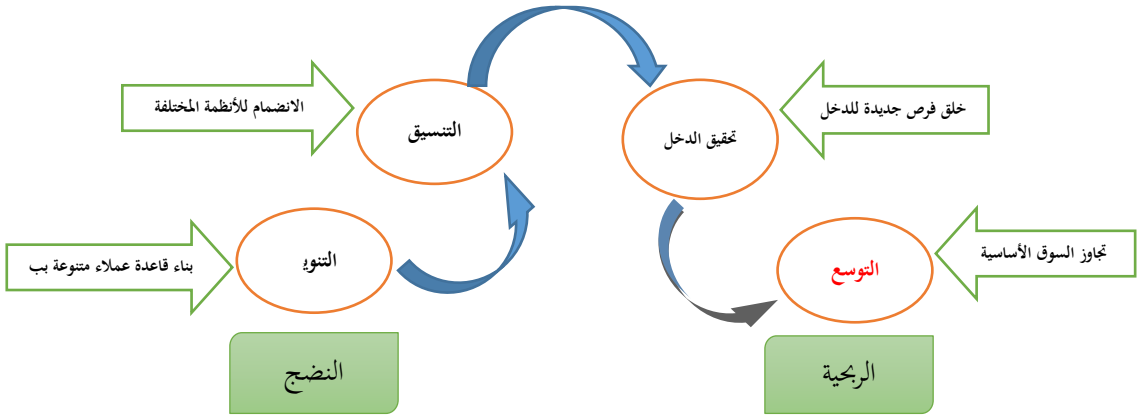 خلق فرص جديدة للدخل
الانضمام للأنظمة المختلفة
التنسيق
تحقيق الدخل
تجاوز السوق الأساسية
التوسع
التنوي
بناء قاعدة عملاء متنوعة بب
الربحية
النضج